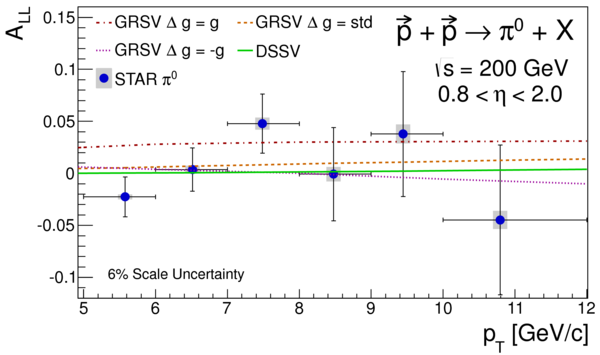 A_LL
GRSV Δ g = g
GRSV Δ g = std
GRSV Δ g = -g
DSSV
STAR π⁰
p⃗ + p⃗ → π⁰ + X
√s = 200 GeV
0.8 < η < 2.0
0.15
0.1
0.05
0
-0.05
-0.1
6% Scale Uncertainty
5 6 7 8 9 10 11 12
p_T [GeV/c]